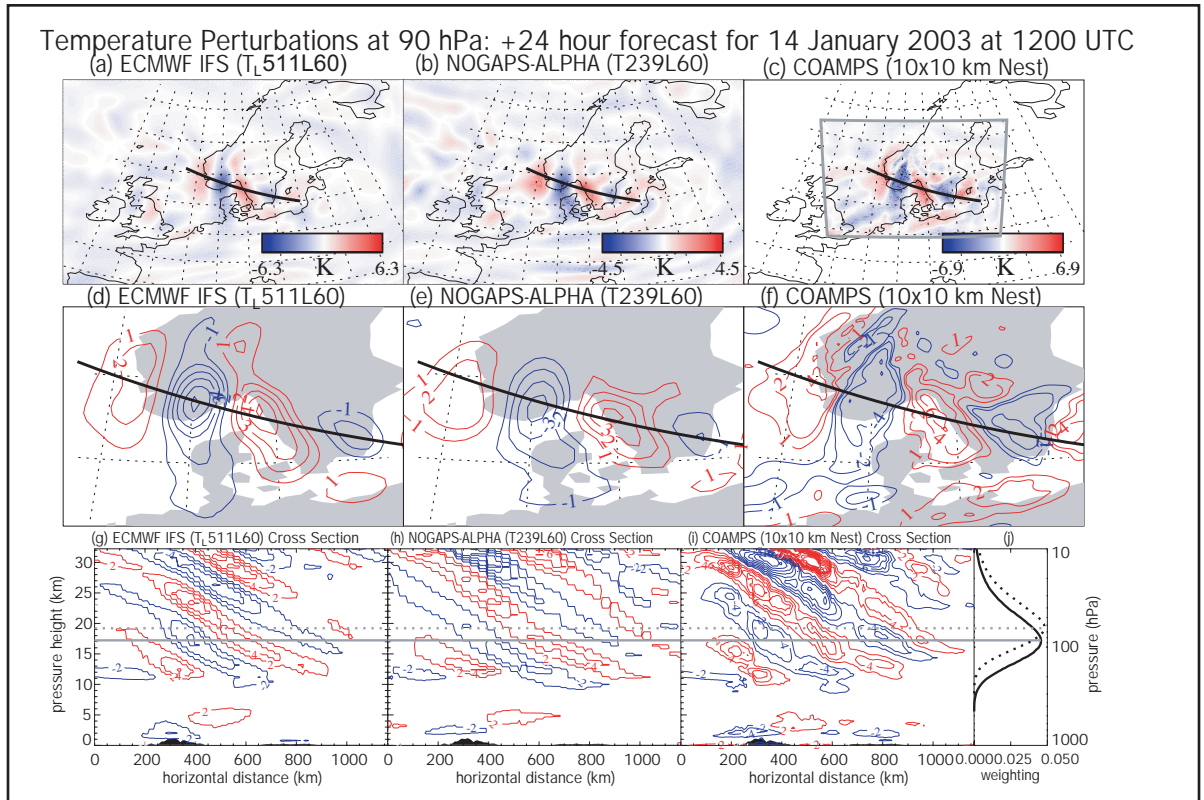 Temperature Perturbations at 90 hPa: +24 hour forecast for 14 January 2003 at 1200 UTC
(a) ECMWF IFS (TL511L60)
(b) NOGAPS-ALPHA (T239L60)
(c) COAMPS (10x10 km Nest)
-6.3 K 6.3
-4.5 K 4.5
-6.9 K 6.9
(d) ECMWF IFS (TL511L60)
(e) NOGAPS-ALPHA (T239L60)
(f) COAMPS (10x10 km Nest)
(g) ECMWF IFS (TL511L60) Cross Section
(h) NOGAPS-ALPHA (T239L60) Cross Section
(i) COAMPS (10x10 km Nest) Cross Section
(j)
pressure height (km)
30
25
20
15
10
5
0
0 200 400 600 800 1000
horizontal distance (km)
0 200 400 600 800 1000
horizontal distance (km)
0 200 400 600 800 1000
horizontal distance (km)
10
100
1000
pressure (hPa)
0.000 0.025 0.050
weighting